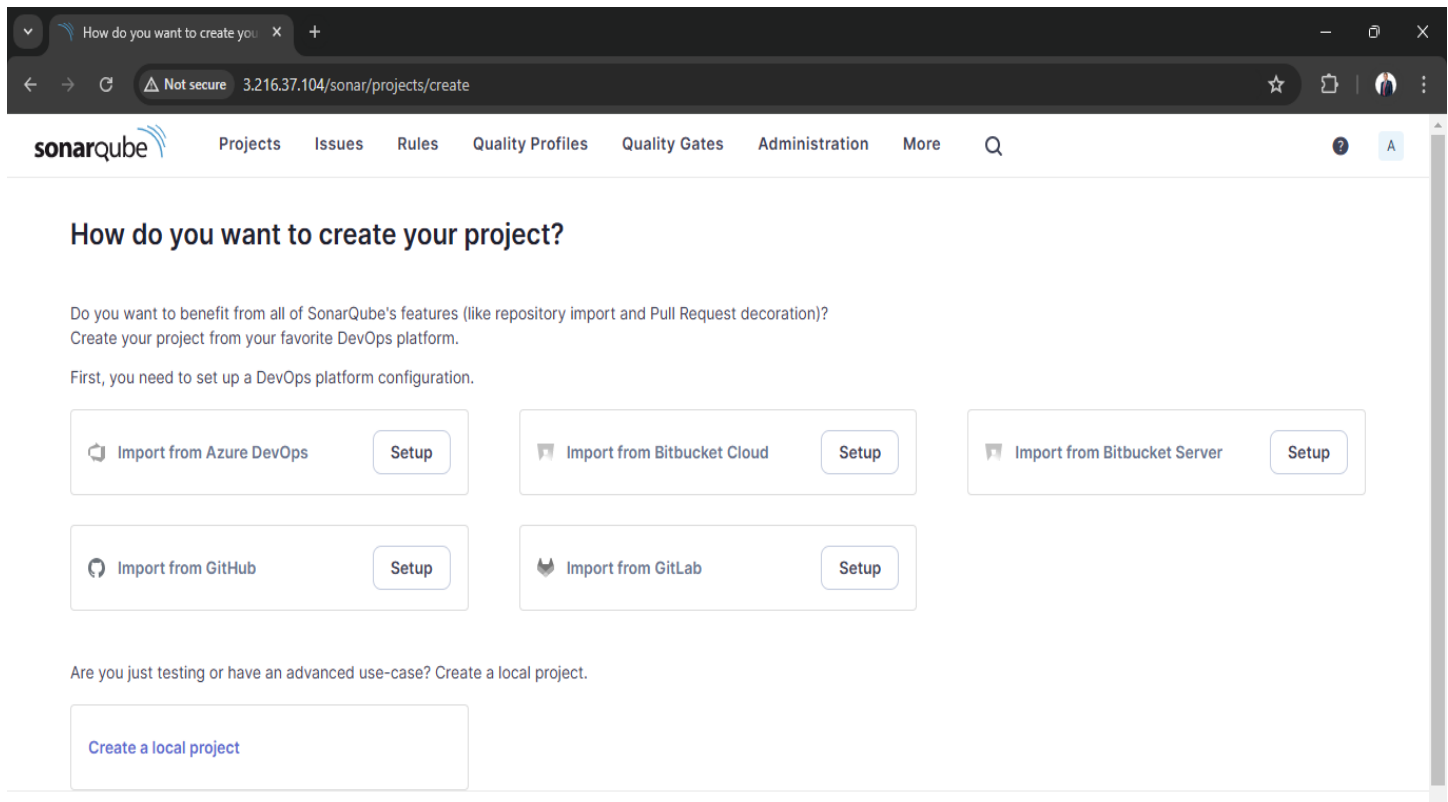 How do you want to create you
Not secure 3.216.37.104/sonar/projects/create
sonarqube Projects Issues Rules Quality Profiles Quality Gates Administration More ? A
How do you want to create your project?
Do you want to benefit from all of SonarQube's features (like repository import and Pull Request decoration)?
Create your project from your favorite DevOps platform.
First, you need to set up a DevOps platform configuration.
Import from Azure DevOps Setup Import from Bitbucket Cloud Setup Import from Bitbucket Server Setup
Import from GitHub Setup Import from GitLab Setup
Are you just testing or have an advanced use-case? Create a local project.
Create a local project